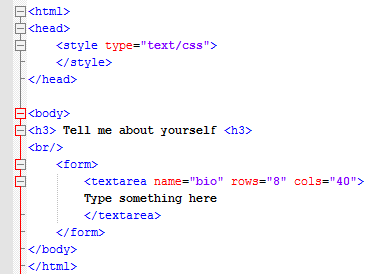 <html>
<head>
<style type="text/css">
</style>
</head>
<body>
<h3> Tell me about yourself <h3>
<br/>
<form>
<textarea name="bio" rows="8" cols="40">
Type something here
</textarea>
</form>
</body>
</html>